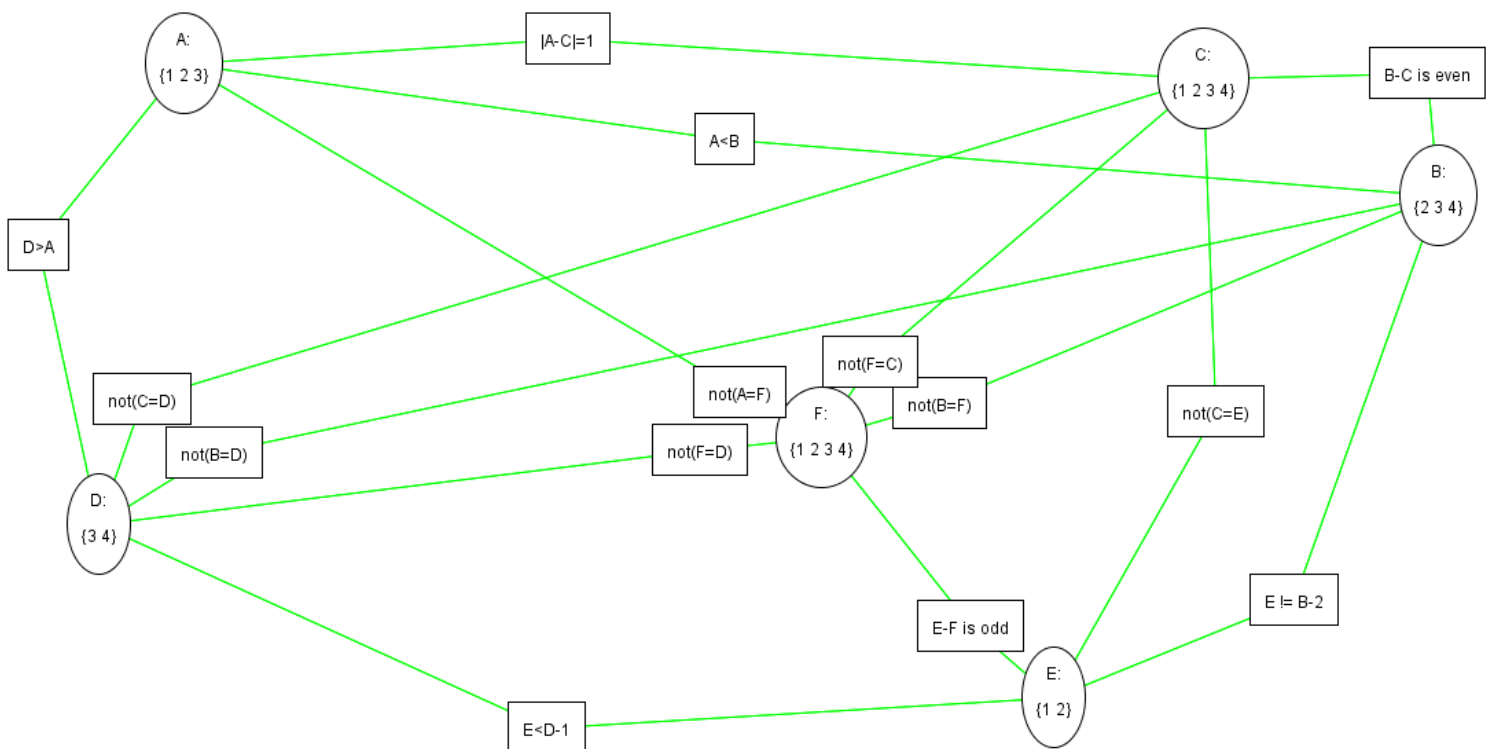 A:
{1 2 3}
|A-C|=1
C:
{1 2 3 4}
B-C is even
A<B
B:
{2 3 4}
D>A
not(F=C)
not(C=D)
not(A=F)
not(B=F)
not(C=E)
F:
{1 2 3 4}
not(B=D)
not(F=D)
D:
{3 4}
E != B-2
E-F is odd
E:
{1 2}
E<D-1